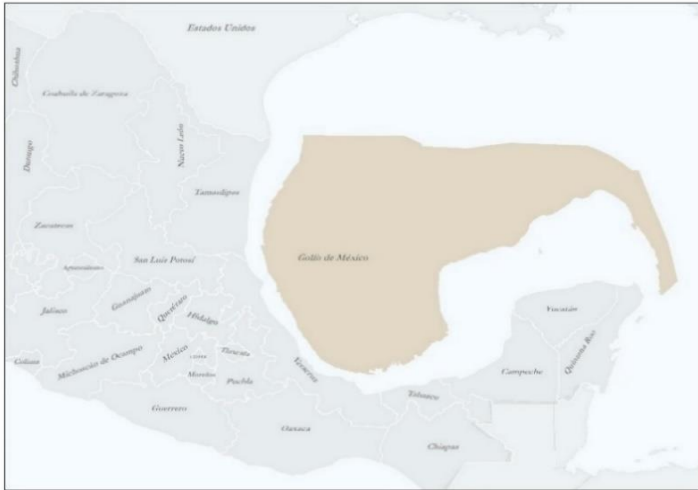 Estados Unidos
Chihuahua
Coahuila de Zaragoza
Durango
Nuevo León
Tamaulipas
Zacatecas
San Luis Potosí
Golfo de México
Aguascalientes
Guanajuato
Querétaro
Hidalgo
Jalisco
Yucatán
Quintana Roo
Colima
Michoacán de Ocampo
México
Tlaxcala
Morelos
Puebla
Veracruz
Campeche
Tabasco
Guerrero
Oaxaca
Chiapas